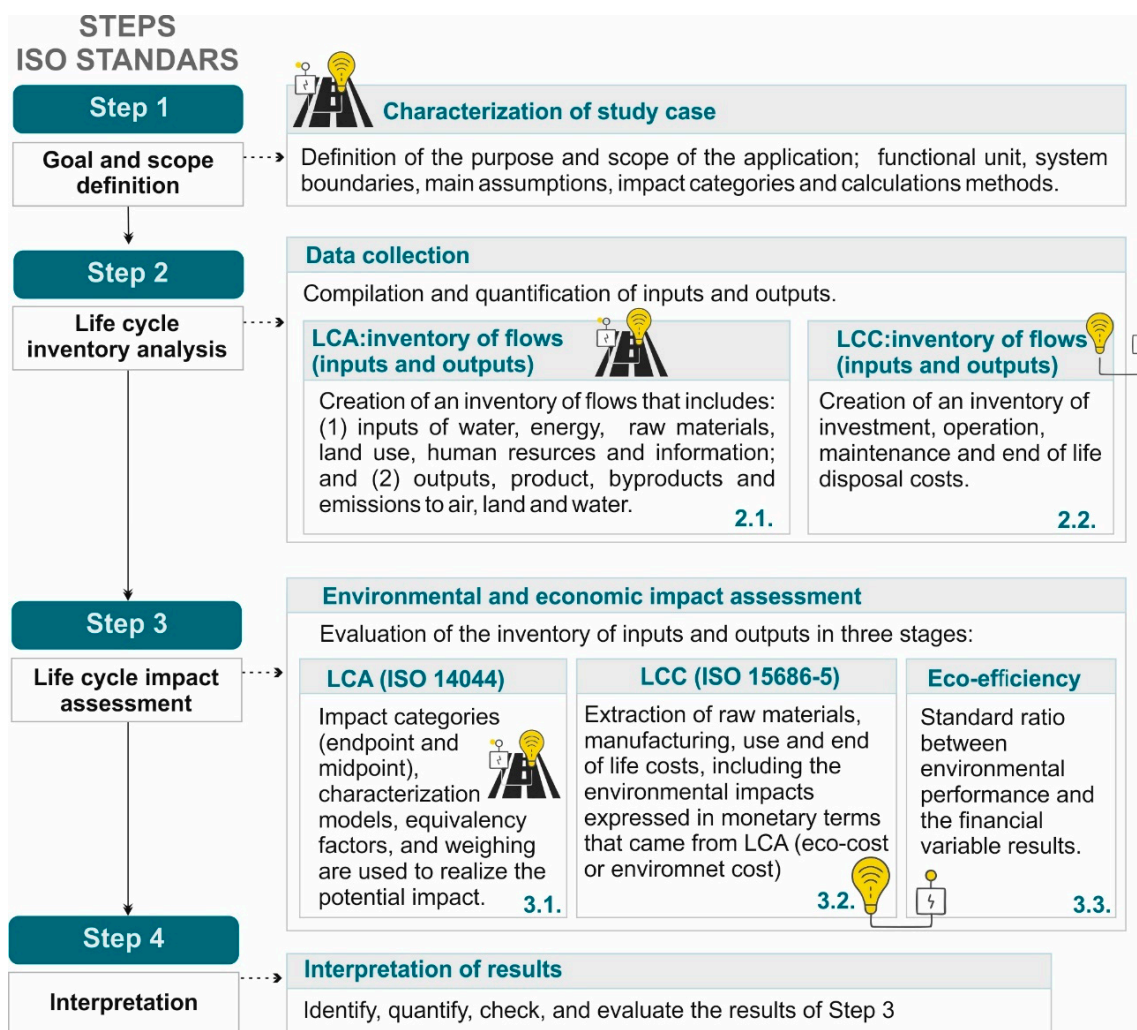 STEPS
ISO STANDARS
Step 1
Goal and scope
definition
Characterization of study case
Definition of the purpose and scope of the application; functional unit, system
boundaries, main assumptions, impact categories and calculations methods.
Step 2
Life cycle
inventory analysis
Data collection
Compilation and quantification of inputs and outputs.
LCA:inventory of flows
(inputs and outputs)
Creation of an inventory of flows that includes:
(1) inputs of water, energy, raw materials,
land use, human resurces and information;
and (2) outputs, product, byproducts and
emissions to air, land and water.
2.1.
LCC:inventory of flows
(inputs and outputs)
Creation of an inventory of
investment, operation,
maintenance and end of life
disposal costs.
2.2.
Step 3
Life cycle impact
assessment
Environmental and economic impact assessment
Evaluation of the inventory of inputs and outputs in three stages:
LCA (ISO 14044)
Impact categories
(endpoint and
midpoint),
characterization
models, equivalency
factors, and weighing
are used to realize the
potential impact.
3.1.
LCC (ISO 15686-5)
Extraction of raw materials,
manufacturing, use and end
of life costs, including the
environmental impacts
expressed in monetary terms
that came from LCA (eco-cost
or enviromnet cost)
3.2.
Eco-efficiency
Standard ratio
between
environmental
performance and
the financial
variable results.
3.3.
Step 4
Interpretation
Interpretation of results
Identify, quantify, check, and evaluate the results of Step 3